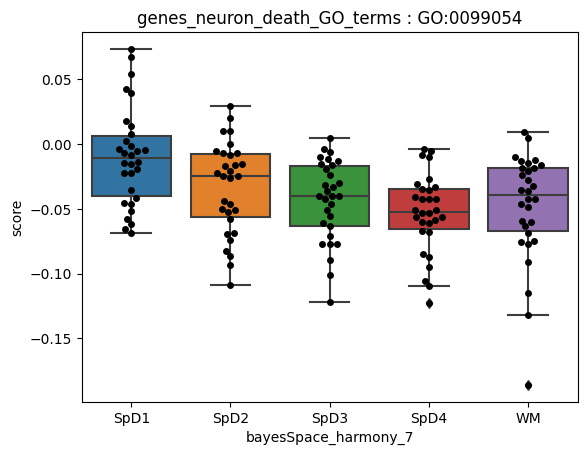 genes_neuron_death_GO_terms : GO:0099054
0.05
0.00
−0.05
−0.10
−0.15
score
SpD1 SpD2 SpD3 SpD4 WM
bayesSpace_harmony_7